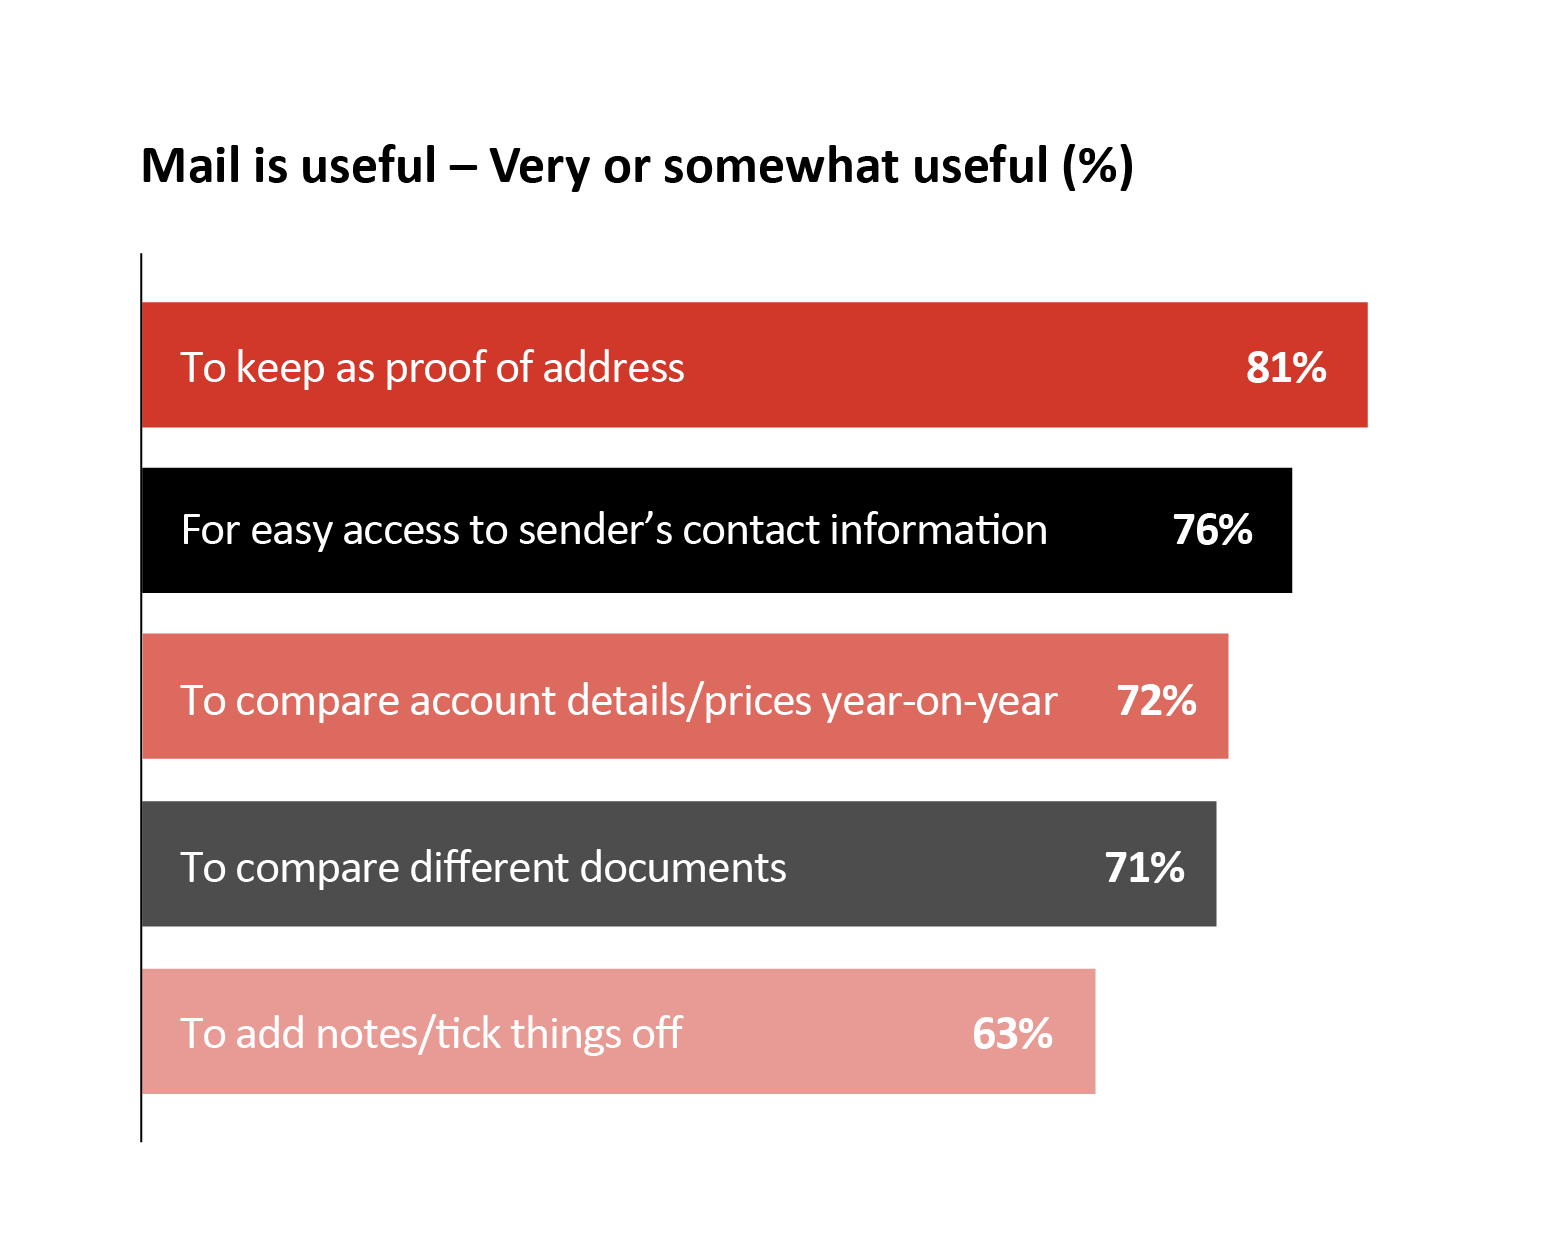 Mail is useful – Very or somewhat useful (%)
To keep as proof of address 81%
For easy access to sender’s contact information 76%
To compare account details/prices year-on-year 72%
To compare different documents 71%
To add notes/tick things off 63%